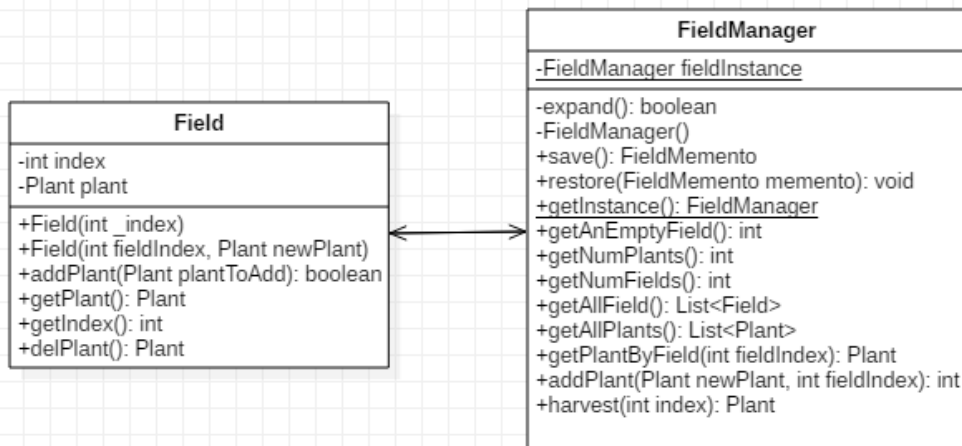 Field
-int index
-Plant plant
+Field(int _index)
+Field(int fieldIndex, Plant newPlant)
+addPlant(Plant plantToAdd): boolean
+getPlant(): Plant
+getIndex(): int
+delPlant(): Plant
FieldManager
-FieldManager fieldInstance
-expand(): boolean
-FieldManager()
+save(): FieldMemento
+restore(FieldMemento memento): void
+getInstance(): FieldManager
+getAnEmptyField(): int
+getNumPlants(): int
+getNumFields(): int
+getAllField(): List<Field>
+getAllPlants(): List<Plant>
+getPlantByField(int fieldIndex): Plant
+addPlant(Plant newPlant, int fieldIndex): int
+harvest(int index): Plant